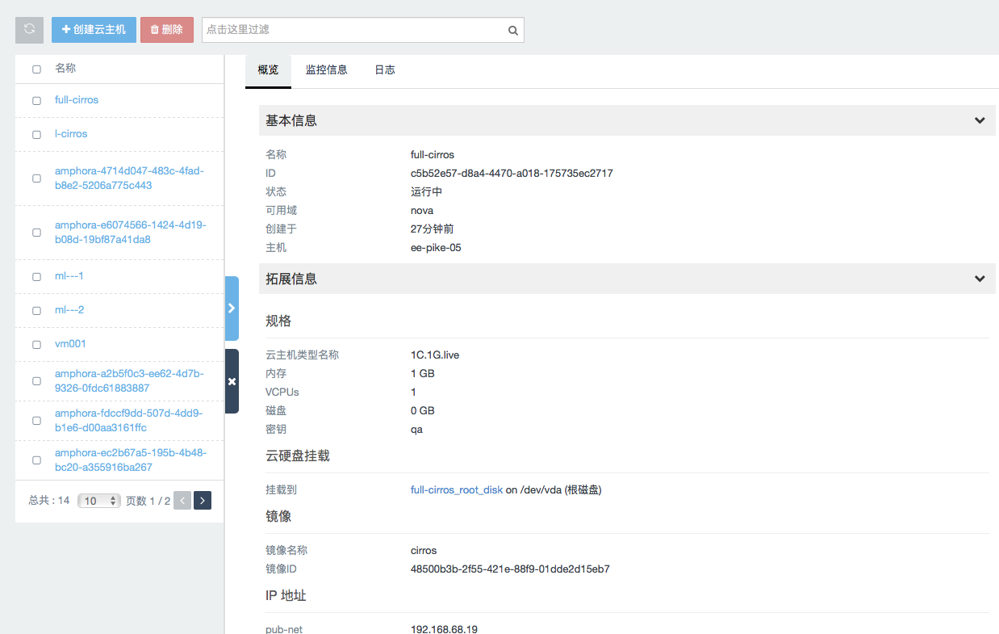 创建云主机 删除 点击这里过滤
名称
full-cirros
l-cirros
amphora-4714d047-483c-4fad-
b8e2-5206a775c443
amphora-e6074566-1424-4d19-
b08d-19bf87a41da8
ml---1
ml---2
vm001
amphora-a2b5f0c3-ee62-4d7b-
9326-0fdc61883887
amphora-fdccf9dd-507d-4dd9-
b1e6-d00aa3161ffc
amphora-ec2b67a5-195b-4b48-
bc20-a355916ba267
总共 : 14 10 页数 1 / 2
概览 监控信息 日志
基本信息
名称 full-cirros
ID c5b52e57-d8a4-4470-a018-175735ec2717
状态 运行中
可用域 nova
创建于 27分钟前
主机 ee-pike-05
拓展信息
规格
云主机类型名称 1C.1G.live
内存 1 GB
VCPUs 1
磁盘 0 GB
密钥 qa
云硬盘挂载
挂载到 full-cirros_root_disk on /dev/vda (根磁盘)
镜像
镜像名称 cirros
镜像ID 48500b3b-2f55-421e-88f9-01dde2d15eb7
IP 地址
pub-net 192.168.68.19